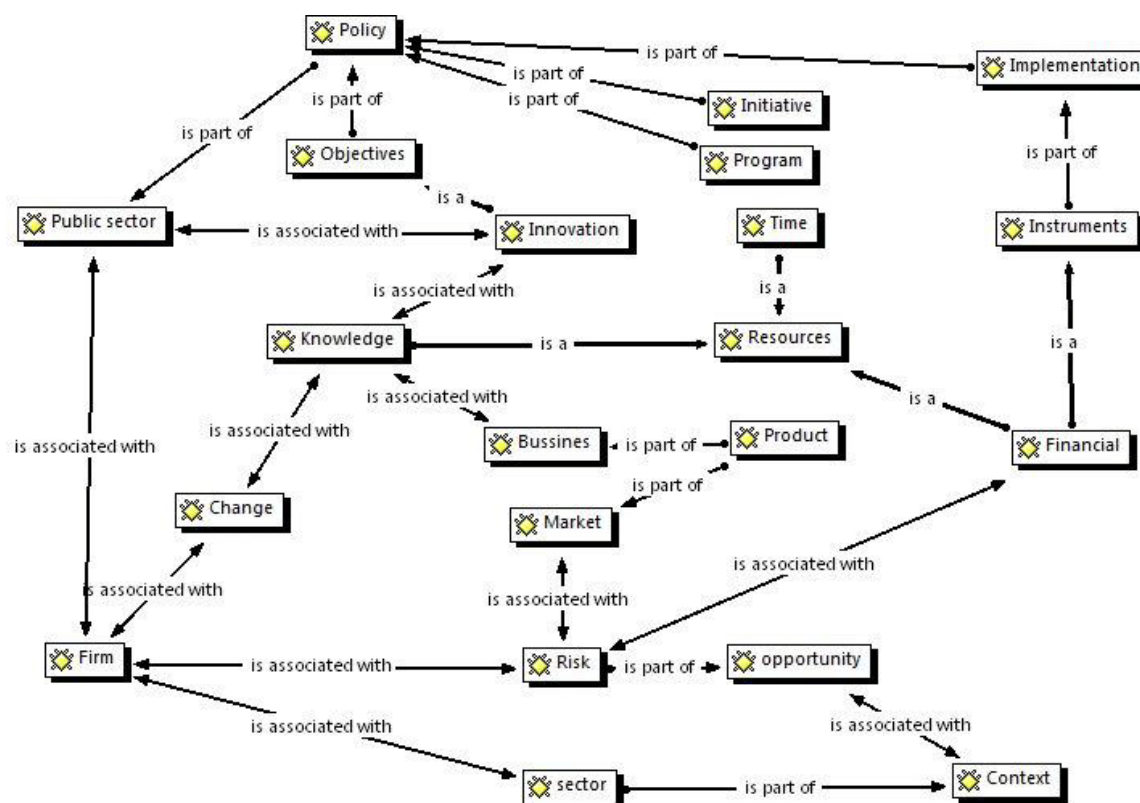 Policy
is part of
Implementation
is part of
Initiative
is part of
is part of
is part of
Objectives
Program
is part of
is a
Public sector
is associated with
Innovation
Time
Instruments
is associated with
is a
Knowledge
is a
Resources
is a
is associated with
is a
is associated with
is associated with
Bussines
is part of
Product
Financial
is part of
Change
Market
is associated with
is associated with
is associated with
Firm
is associated with
Risk
is part of
opportunity
is associated with
is associated with
sector
is part of
Context